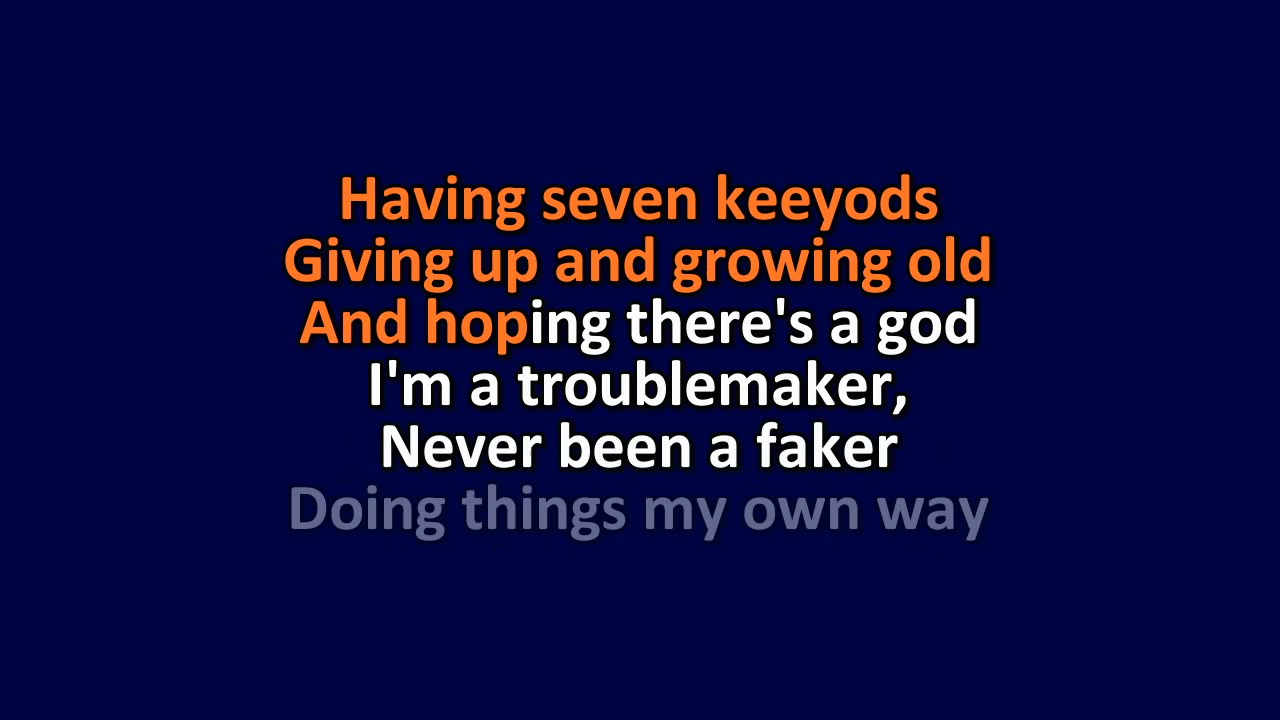 Having seven keeyods
Giving up and growing old
And hoping there's a god
I'm a troublemaker,
Never been a faker
Doing things my own way